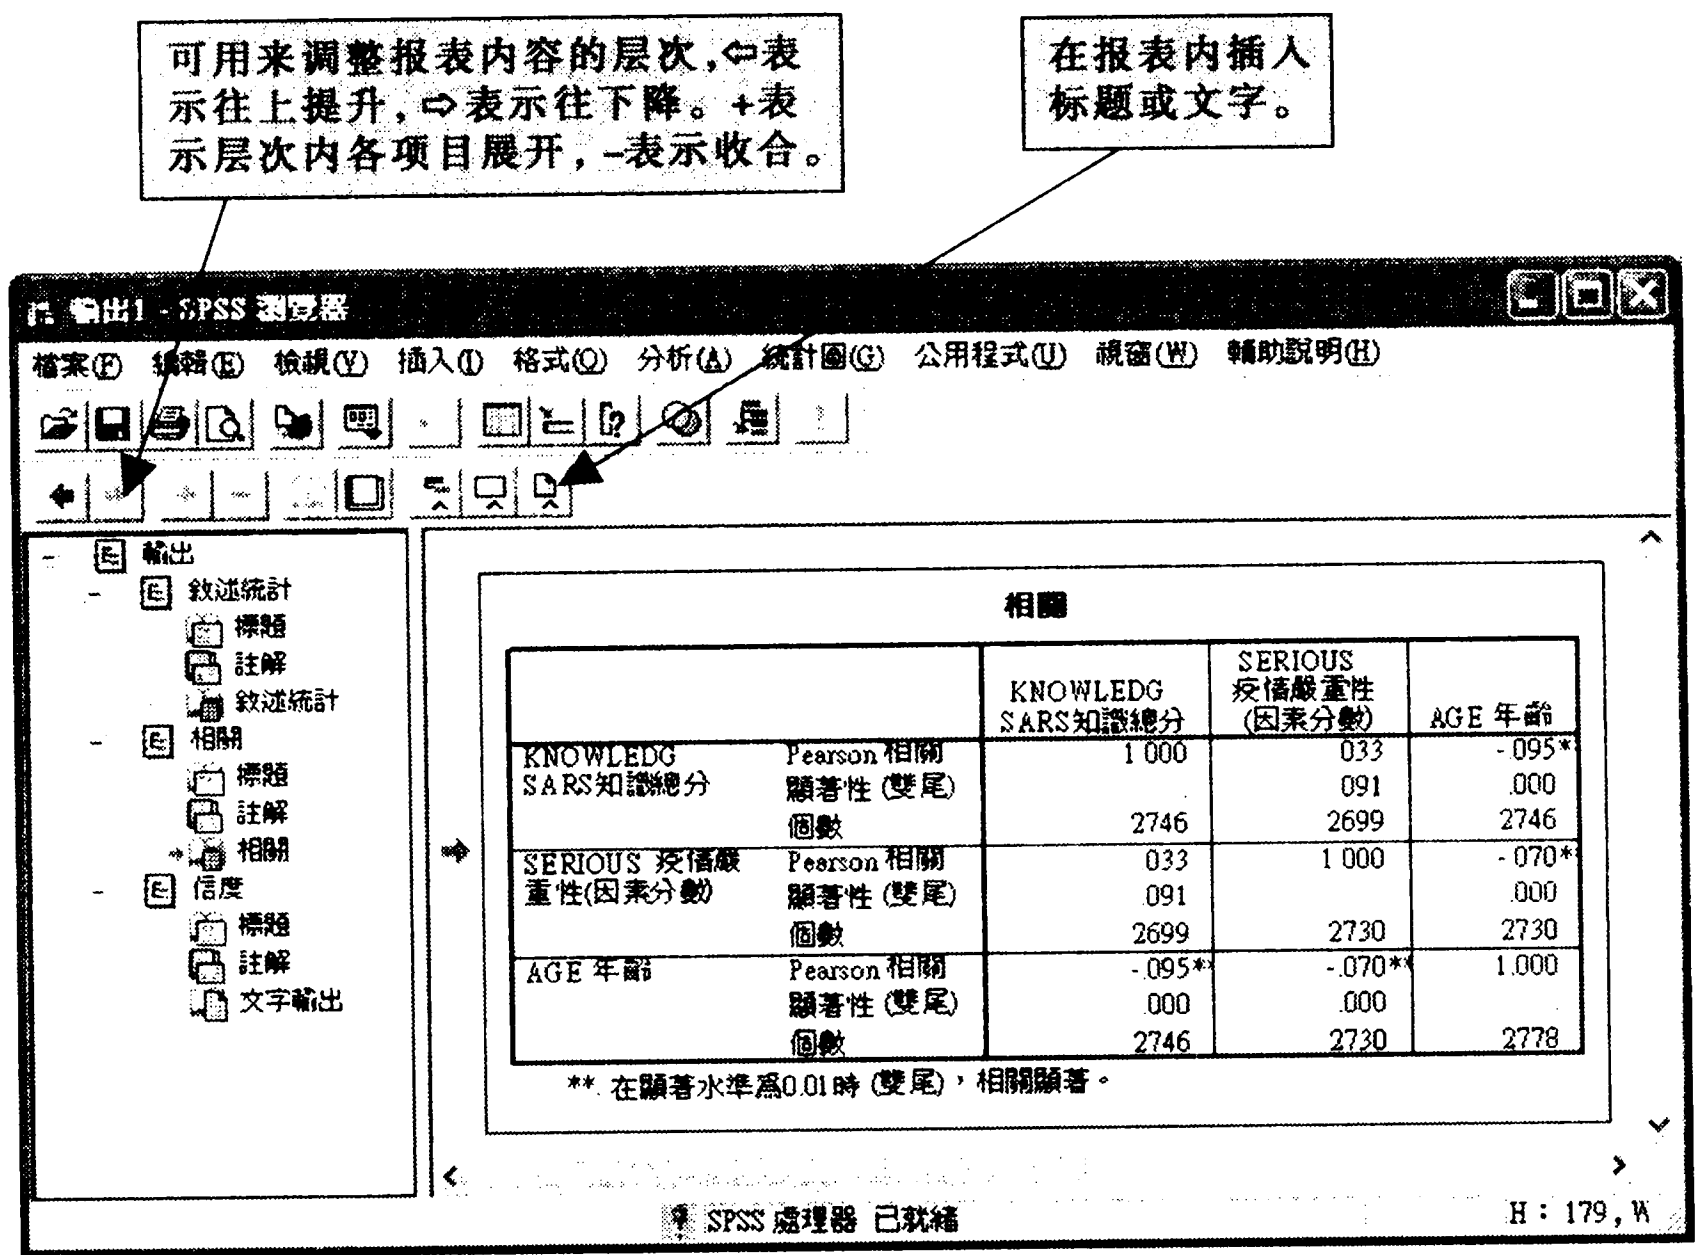 可用来调整报表内容的层次,⇦表
示往上提升,⇨表示往下降。+表
示层次内各项目展开,–表示收合。
在报表内插入
标题或文字。
輸出1 - SPSS 瀏覽器
檔案(F) 編輯(E) 檢視(V) 插入(I) 格式(O) 分析(A) 統計圖(G) 公用程式(U) 視窗(W) 輔助説明(H)
輸出
敘述統計
標題
註解
敘述統計
相關
標題
註解
相關
信度
標題
註解
文字輸出
相關
KNOWLEDG
SARS知識總分
SERIOUS
疫情嚴重性
(因素分數)
AGE 年齡
KNOWLEDG Pearson 相關 1 000 033 -.095*
SARS知識總分 顯著性 (雙尾) . 091 .000
個數 2746 2699 2746
SERIOUS 疫情嚴 Pearson 相關 033 1 000 -.070*
重性(因素分數) 顯著性 (雙尾) .091 .000
個數 2699 2730 2730
AGE 年齡 Pearson 相關 -.095* -.070** 1.000
顯著性 (雙尾) .000 .000
個數 2746 2730 2778
** 在顯著水準為0.01時 (雙尾),相關顯著。
SPSS 處理器 已就緒
H : 179 , W